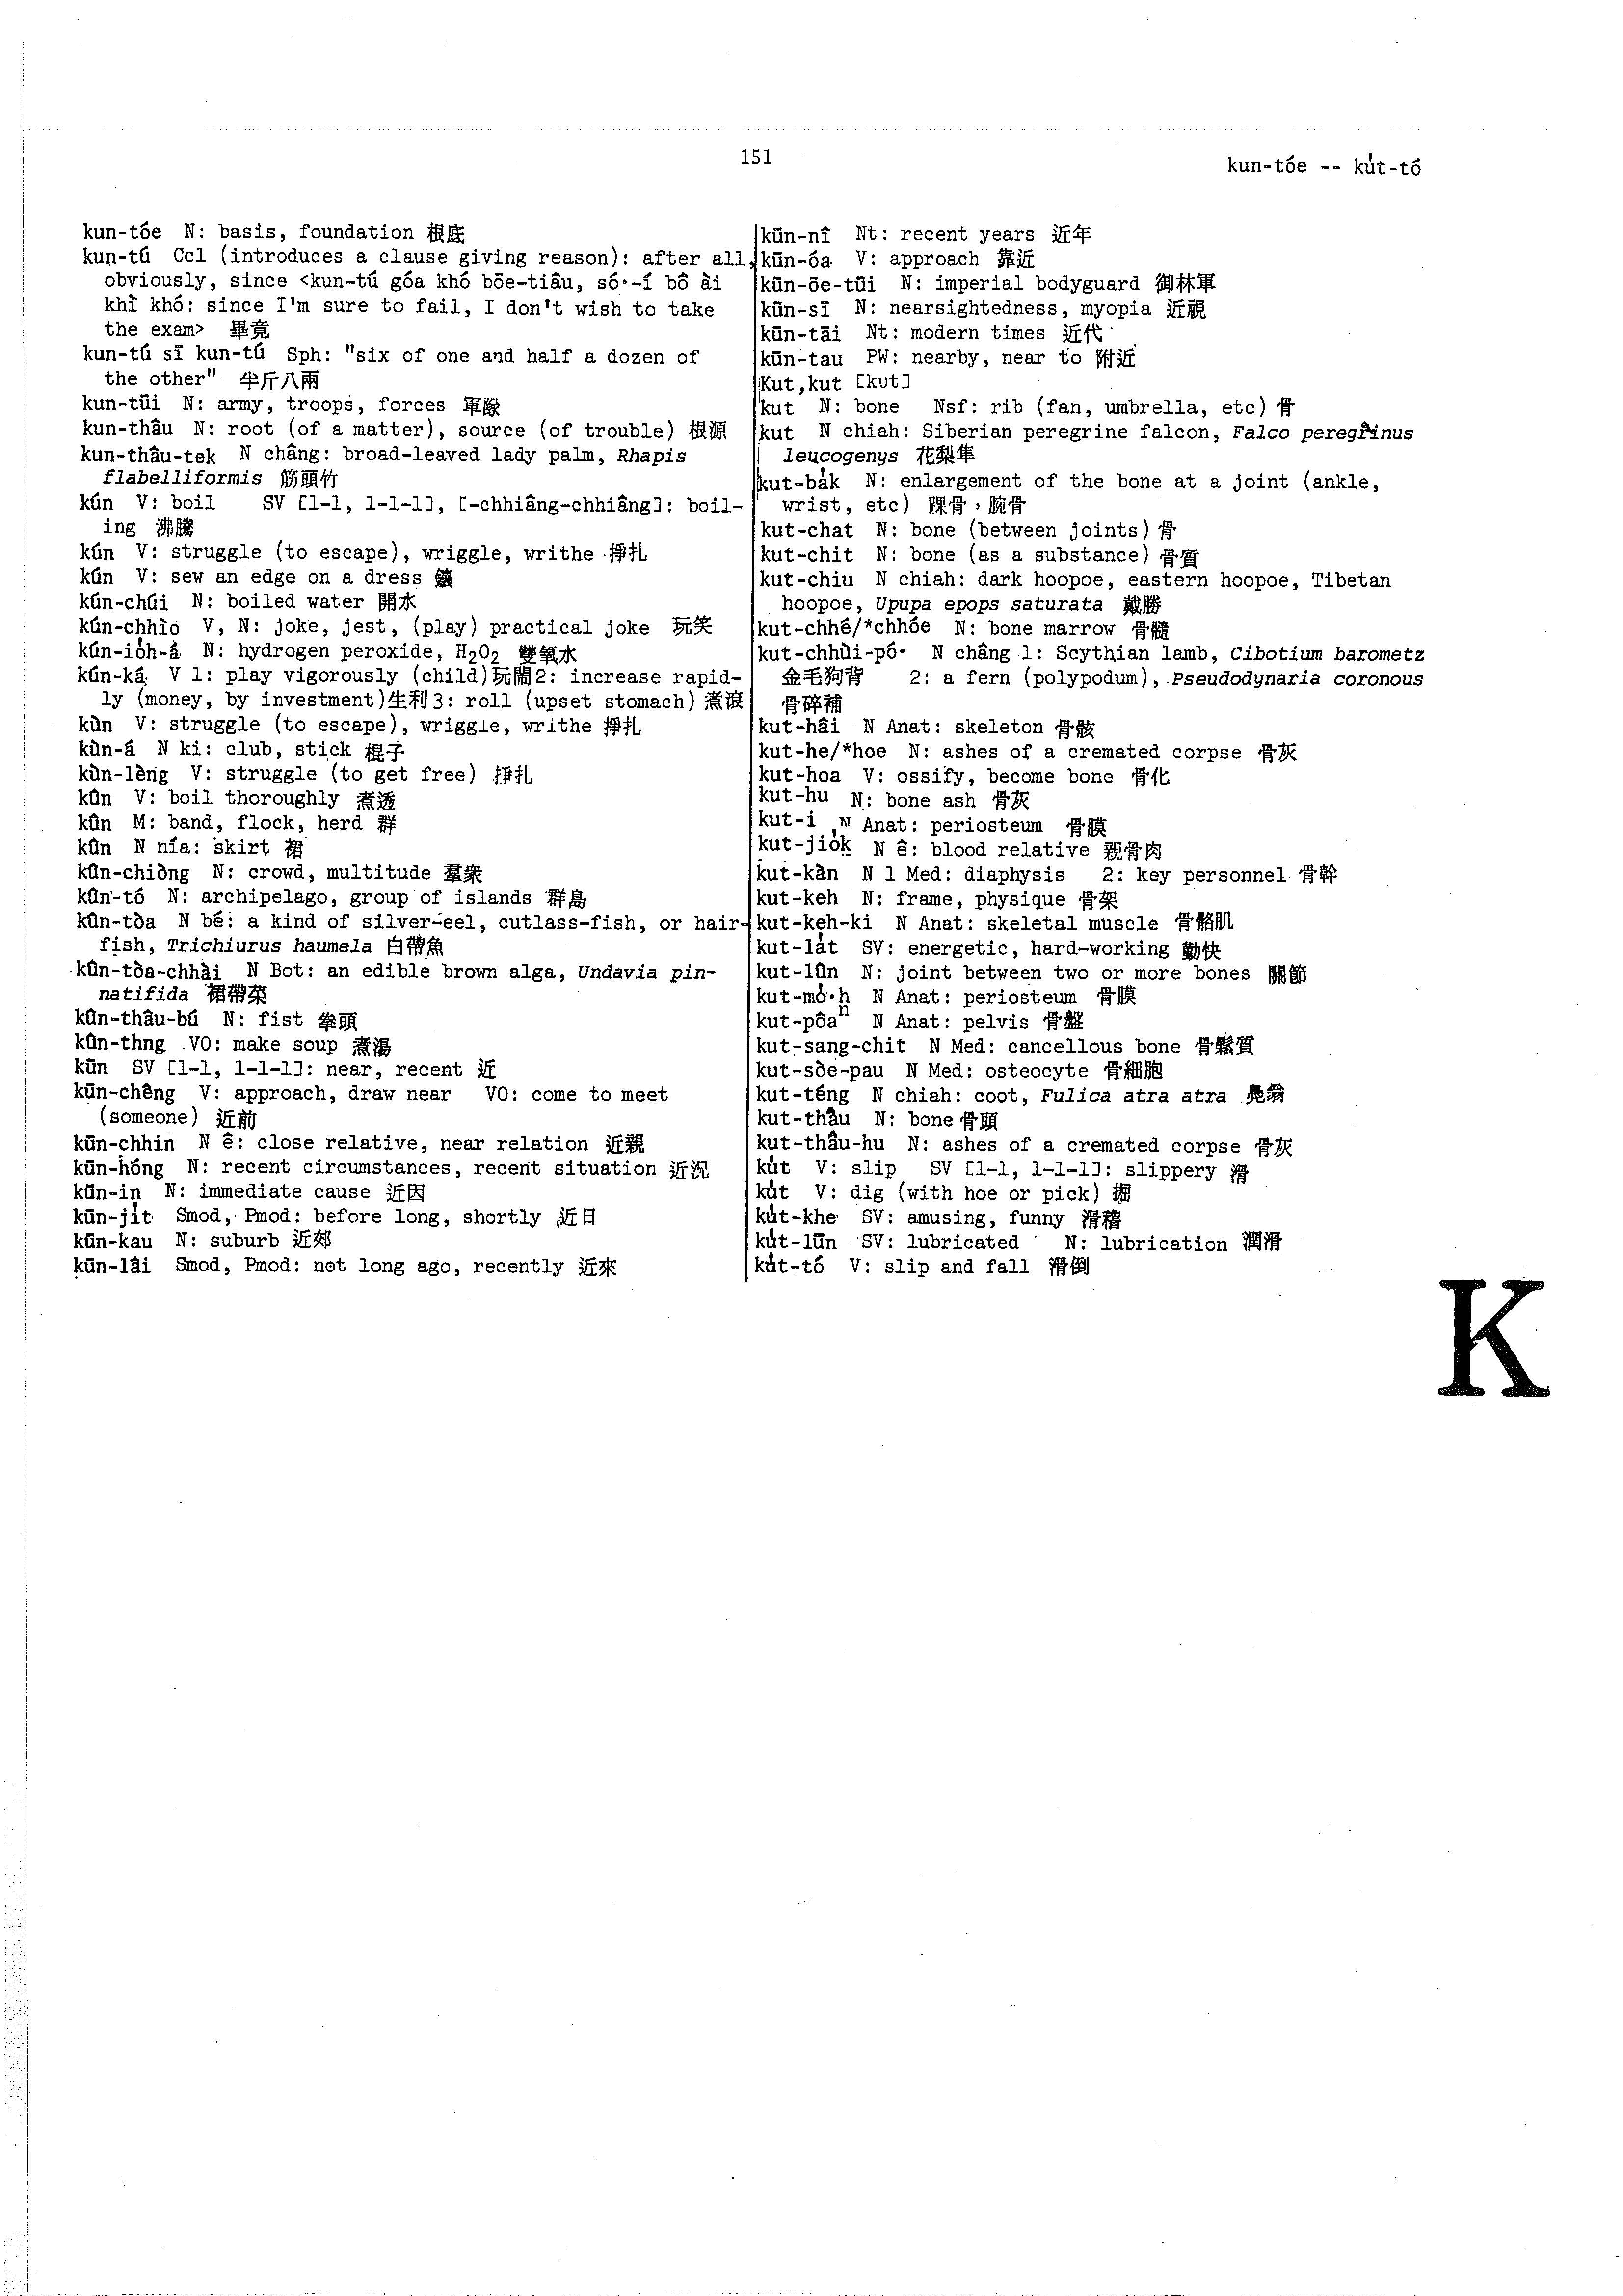 151
kun-tóe -- ku̍t-tó
kun-tóe N: basis, foundation 根底
kun-tú Ccl (introduces a clause giving reason): after all,
obviously, since <kun-tú góa khó bōe-tiâu, só·-í bô ài
khì khó: since I'm sure to fail, I don't wish to take
the exam> 畢竟
kun-tú sī kun-tú Sph: "six of one and half a dozen of
the other" 半斤八兩
kun-tūi N: army, troops, forces 軍隊
kun-thâu N: root (of a matter), source (of trouble) 根源
kun-thâu-tek N châng: broad-leaved lady palm, Rhapis
flabelliformis 筋頭竹
kún V: boil SV [1-1, 1-1-1], [-chhiâng-chhiâng]: boil-
ing 沸騰
kún V: struggle (to escape), wriggle, writhe 掙扎
kún V: sew an edge on a dress 鑲
kún-chúi N: boiled water 開水
kún-chhiò V, N: joke, jest, (play) practical joke 玩笑
kún-io̍h-á N: hydrogen peroxide, H₂O₂ 雙氧水
kún-ká V 1: play vigorously (child)玩鬧2: increase rapid-
ly (money, by investment)生利3: roll (upset stomach) 煮滾
kùn V: struggle (to escape), wriggle, writhe 掙扎
kùn-á N ki: club, stick 棍子
kùn-lèng V: struggle (to get free) 掙扎
kûn V: boil thoroughly 煮透
kûn M: band, flock, herd 群
kûn N nía: skirt 裙
kûn-chiòng N: crowd, multitude 羣衆
kûn-tó N: archipelago, group of islands 群島
kûn-tòa N bé: a kind of silver-eel, cutlass-fish, or hair-
fish, Trichiurus haumela 白帶魚
kûn-tòa-chhài N Bot: an edible brown alga, Undavia pin-
natifida 裙帶菜
kûn-thâu-bú N: fist 拳頭
kûn-thng VO: make soup 煮湯
kūn SV [1-1, 1-1-1]: near, recent 近
kūn-chêng V: approach, draw near VO: come to meet
(someone) 近前
kūn-chhin N ê: close relative, near relation 近親
kūn-hóng N: recent circumstances, recent situation 近況
kūn-in N: immediate cause 近因
kūn-ji̍t Smod, Pmod: before long, shortly 近日
kūn-kau N: suburb 近郊
kūn-lâi Smod, Pmod: not long ago, recently 近來
kūn-nî Nt: recent years 近年
kūn-óa V: approach 靠近
kūn-ōe-tūi N: imperial bodyguard 御林軍
kūn-sī N: nearsightedness, myopia 近視
kūn-tāi Nt: modern times 近代
kūn-tau PW: nearby, near to 附近
Kut,kut [kut]
kut N: bone Nsf: rib (fan, umbrella, etc) 骨
kut N chiah: Siberian peregrine falcon, Falco peregrinus
leucogenys 花梨隼
kut-ba̍k N: enlargement of the bone at a joint (ankle,
wrist, etc) 踝骨，腕骨
kut-chat N: bone (between joints) 骨
kut-chit N: bone (as a substance) 骨質
kut-chiu N chiah: dark hoopoe, eastern hoopoe, Tibetan
hoopoe, Upupa epops saturata 戴勝
kut-chhé/*chhóe N: bone marrow 骨髓
kut-chhùi-pó· N châng 1: Scythian lamb, Cibotium barometz
金毛狗背 2: a fern (polypodum), Pseudodynaria coronous
骨碎補
kut-hâi N Anat: skeleton 骨骸
kut-he/*hoe N: ashes of a cremated corpse 骨灰
kut-hoa V: ossify, become bone 骨化
kut-hu N: bone ash 骨灰
kut-i N Anat: periosteum 骨膜
kut-jio̍k N ê: blood relative 親骨肉
kut-kàn N 1 Med: diaphysis 2: key personnel 骨幹
kut-keh N: frame, physique 骨架
kut-keh-ki N Anat: skeletal muscle 骨骼肌
kut-la̍t SV: energetic, hard-working 勤快
kut-lûn N: joint between two or more bones 關節
kut-mo̍·h N Anat: periosteum 骨膜
kut-pôaⁿ N Anat: pelvis 骨盤
kut-sang-chit N Med: cancellous bone 骨鬆質
kut-sòe-pau N Med: osteocyte 骨細胞
kut-téng N chiah: coot, Fulica atra atra
kut-thâu N: bone 骨頭
kut-thâu-hu N: ashes of a cremated corpse 骨灰
ku̍t V: slip SV [1-1, 1-1-1]: slippery 滑
ku̍t V: dig (with hoe or pick) 掘
ku̍t-khe SV: amusing, funny 滑稽
ku̍t-lūn SV: lubricated N: lubrication 潤滑
ku̍t-tó V: slip and fall 滑倒
K